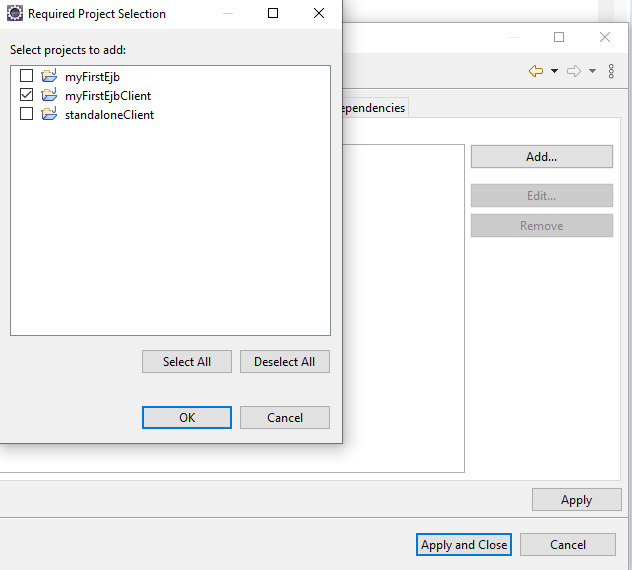 Required Project Selection
Select projects to add:
myFirstEjb
myFirstEjbClient
standaloneClient
Select All
Deselect All
OK
Cancel
ependencies
Add...
Edit...
Remove
Apply
Apply and Close
Cancel